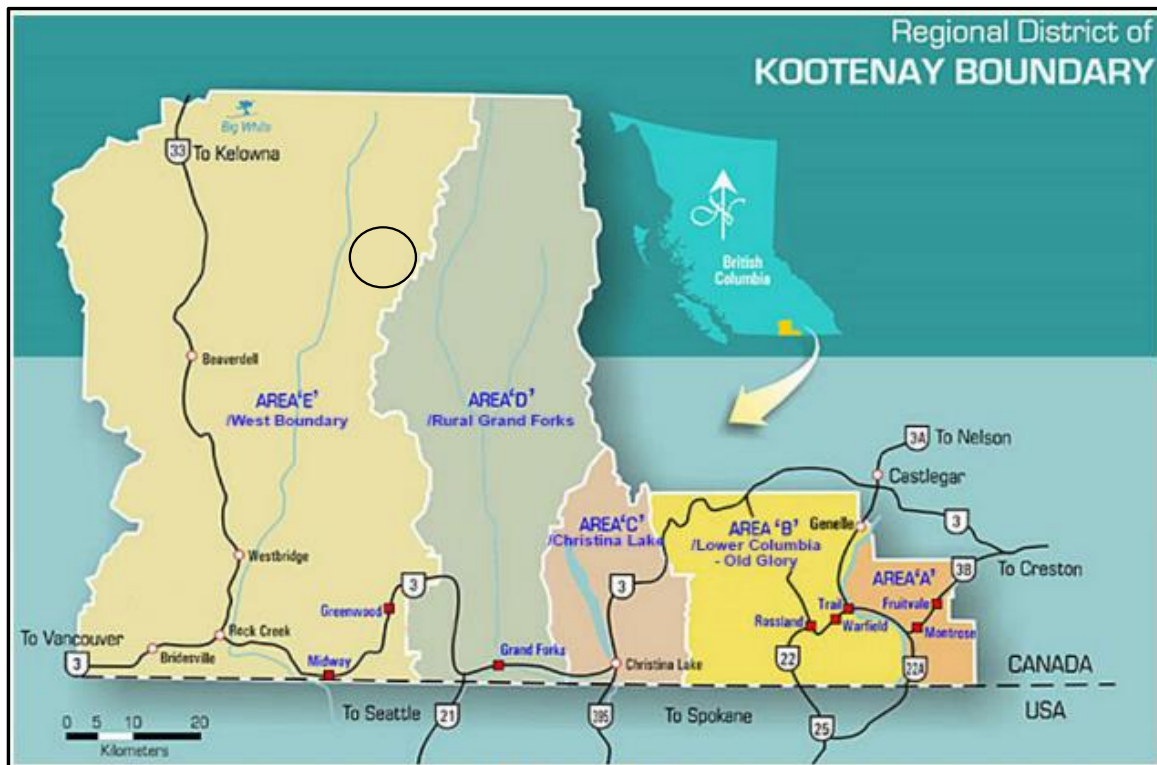 Regional District of
KOOTENAY BOUNDARY
Big White
33
To Kelowna
British
Columbia
Beaverdell
AREA 'E'
/West Boundary
AREA 'D'
/Rural Grand Forks
3A
To Nelson
Castlegar
AREA 'C'
/Christina Lake
AREA 'B'
/Lower Columbia
- Old Glory
Genelle
3
Westbridge
3
3
AREA 'A'
3B
To Creston
Greenwood
Trail
Fruitvale
To Vancouver
Rock Creek
Rossland
Warfield
Montrose
3
Bridesville
Midway
Grand Forks
Christina Lake
22
22A
CANADA
USA
0 5 10 20
Kilometers
To Seattle
21
395
To Spokane
25